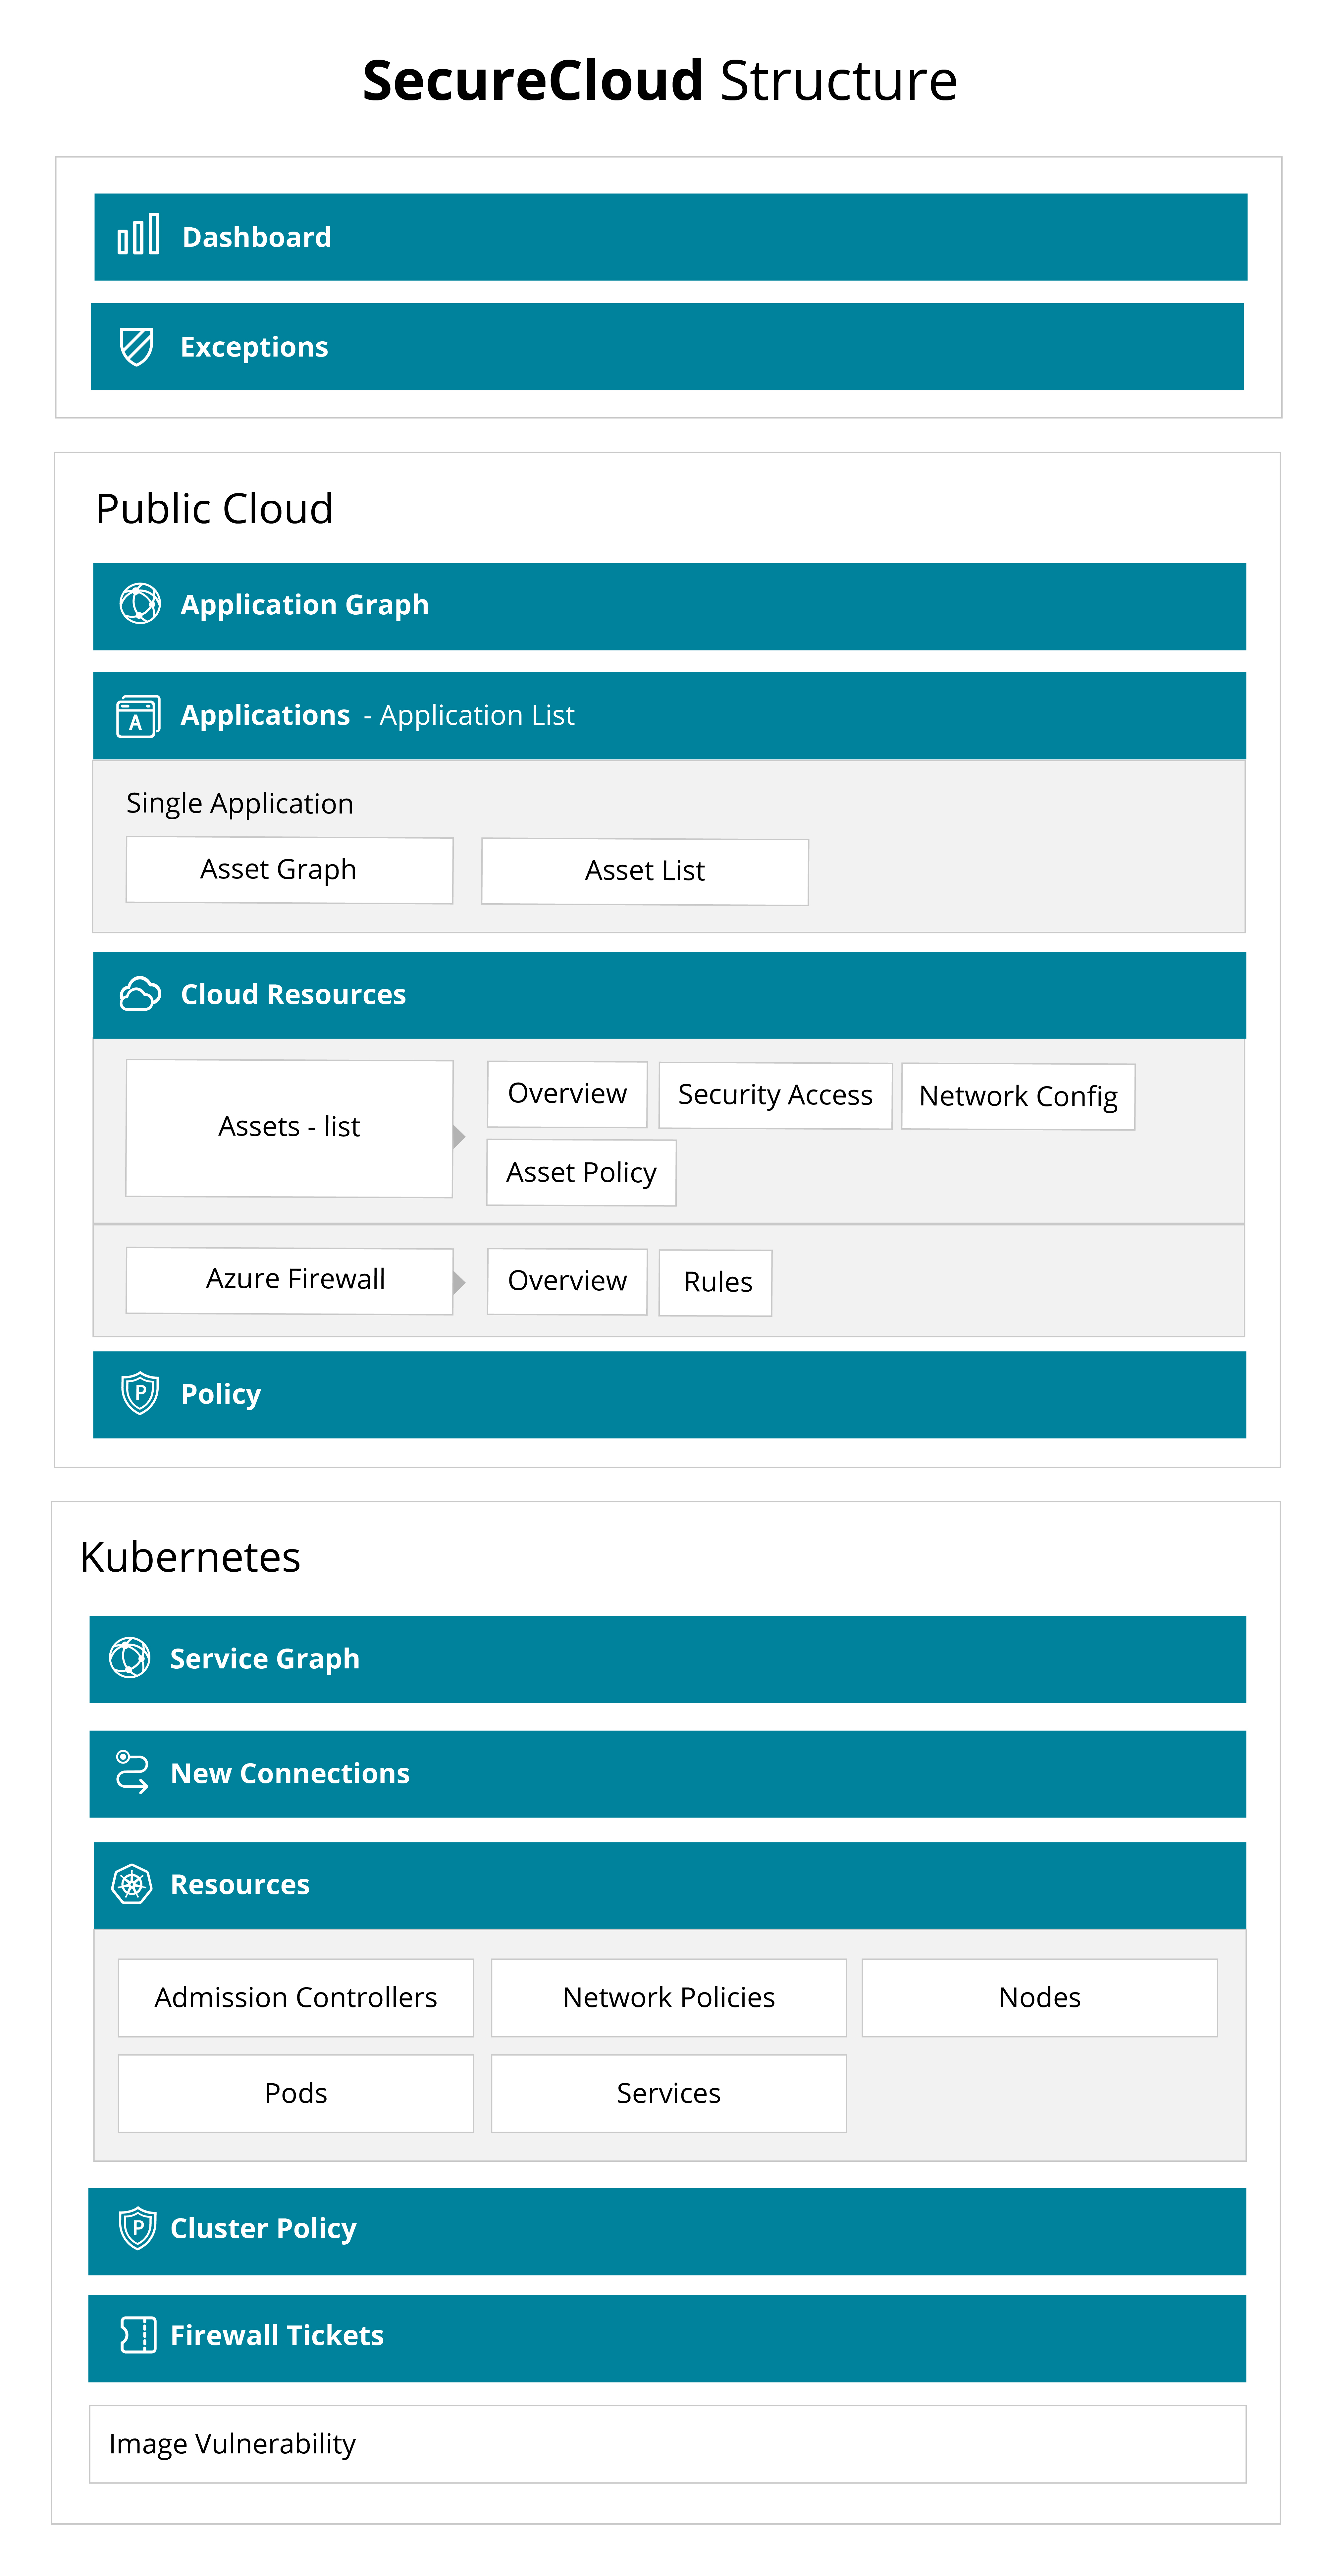 SecureCloud Structure
Dashboard
Exceptions
Public Cloud
Application Graph
Applications - Application List
Single Application
Asset Graph
Asset List
Cloud Resources
Assets - list
Overview
Security Access
Network Config
Asset Policy
Azure Firewall
Overview
Rules
Policy
Kubernetes
Service Graph
New Connections
Resources
Admission Controllers
Network Policies
Nodes
Pods
Services
Cluster Policy
Firewall Tickets
Image Vulnerability